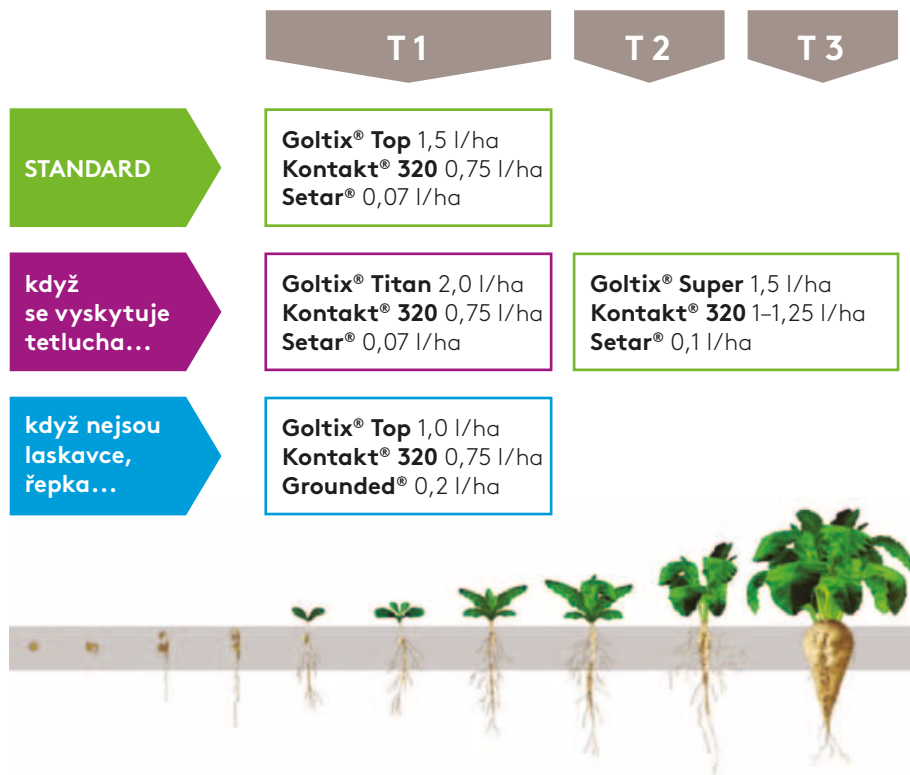 T 1
T 2
T 3
STANDARD
Goltix® Top 1,5 l/ha
Kontakt® 320 0,75 l/ha
Setar® 0,07 l/ha
když
se vyskytuje
tetlucha...
Goltix® Titan 2,0 l/ha
Kontakt® 320 0,75 l/ha
Setar® 0,07 l/ha
Goltix® Super 1,5 l/ha
Kontakt® 320 1–1,25 l/ha
Setar® 0,1 l/ha
když nejsou
laskavce,
řepka...
Goltix® Top 1,0 l/ha
Kontakt® 320 0,75 l/ha
Grounded® 0,2 l/ha